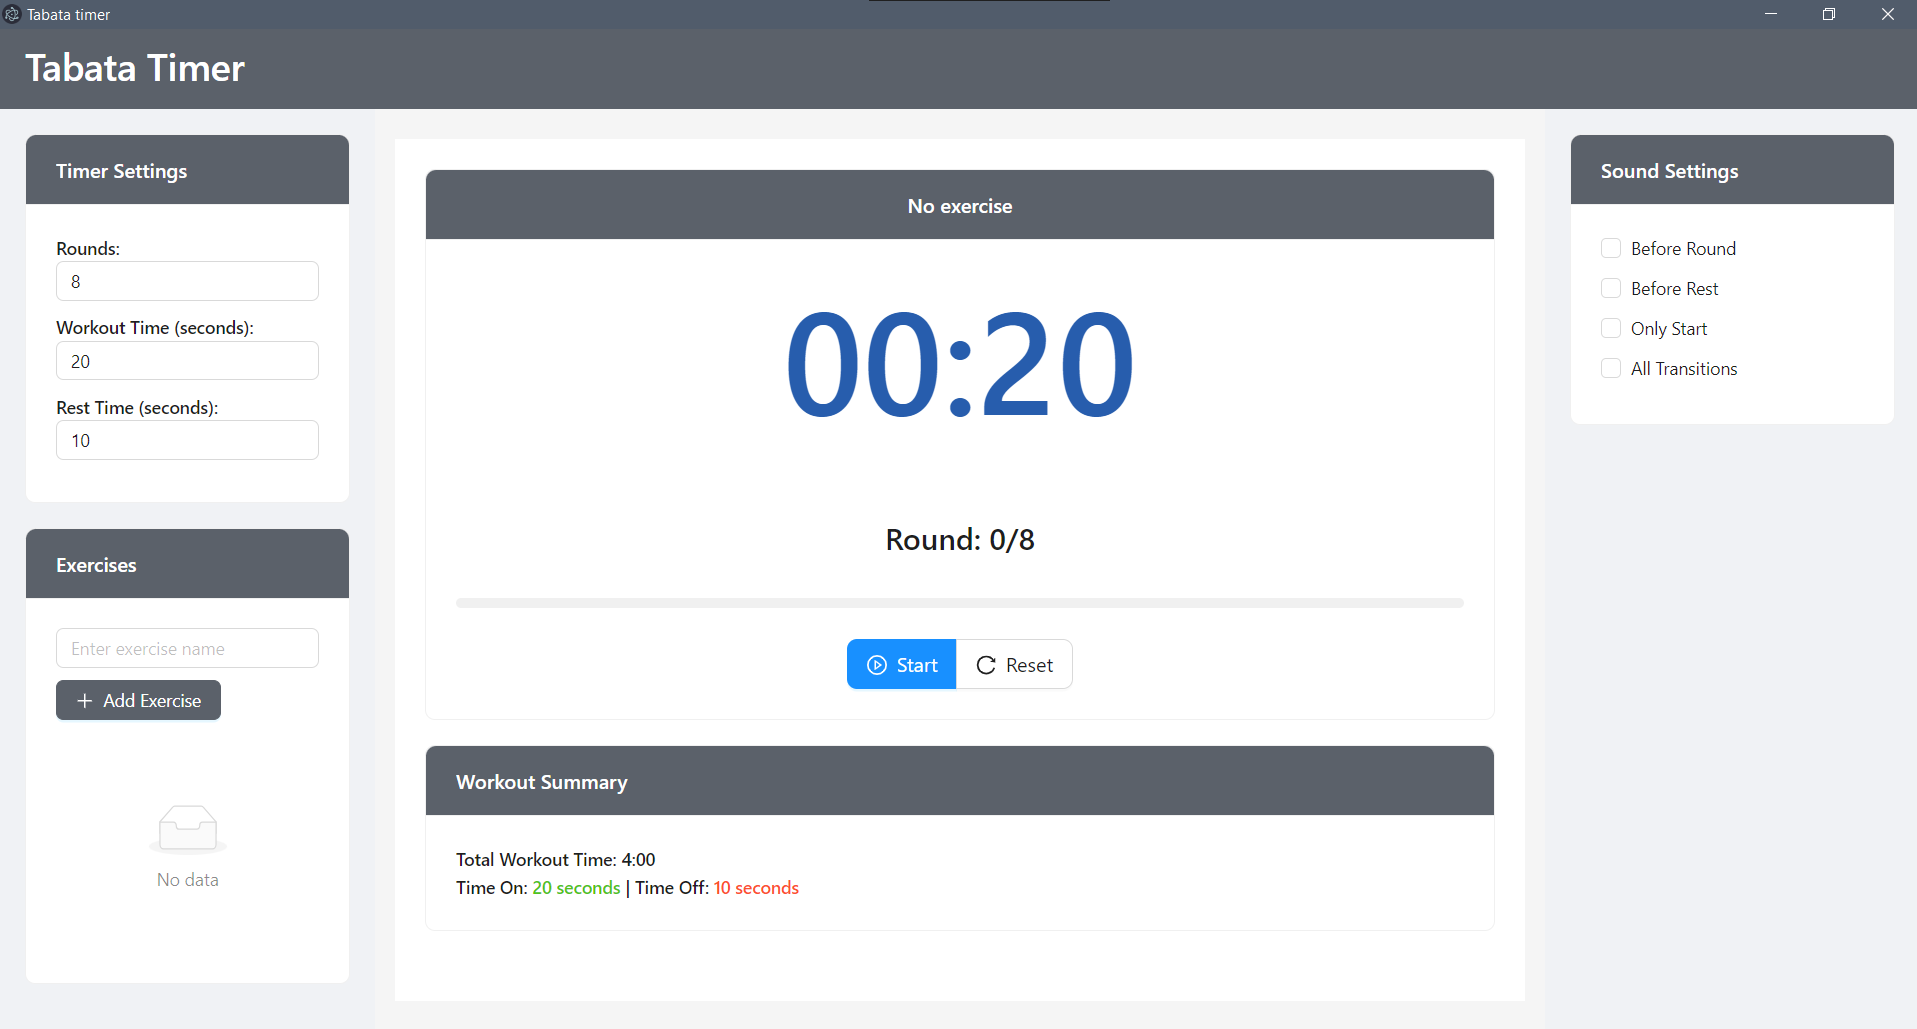 Tabata timer
Tabata Timer
Timer Settings
Rounds:
8
Workout Time (seconds):
20
Rest Time (seconds):
10
Exercises
Enter exercise name
Add Exercise
No data
No exercise
00:20
Round: 0/8
Start
Reset
Workout Summary
Total Workout Time: 4:00
Time On: 20 seconds | Time Off: 10 seconds
Sound Settings
Before Round
Before Rest
Only Start
All Transitions